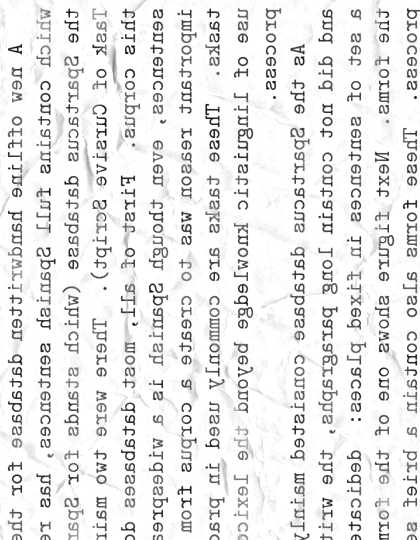 A new offline handwritten database for the
which contains full Spanish sentences, has re
the Spartacus database (which stands for Spar
Task of Cursive Script). There were two main
this corpus. First of all, most databases do
sentences, even though Spanish is a widesprea
important reason was to create a corpus from
tasks. These tasks are commonly used in prac
use of linguistic knowledge beyond the lexico
process.
As the Spartacus database consisted mainly
and did not contain long paragraphs, the writ
a set of sentences in fixed places: dedicate
the forms. Next figure shows one of the form
process. These forms also contain a brief se